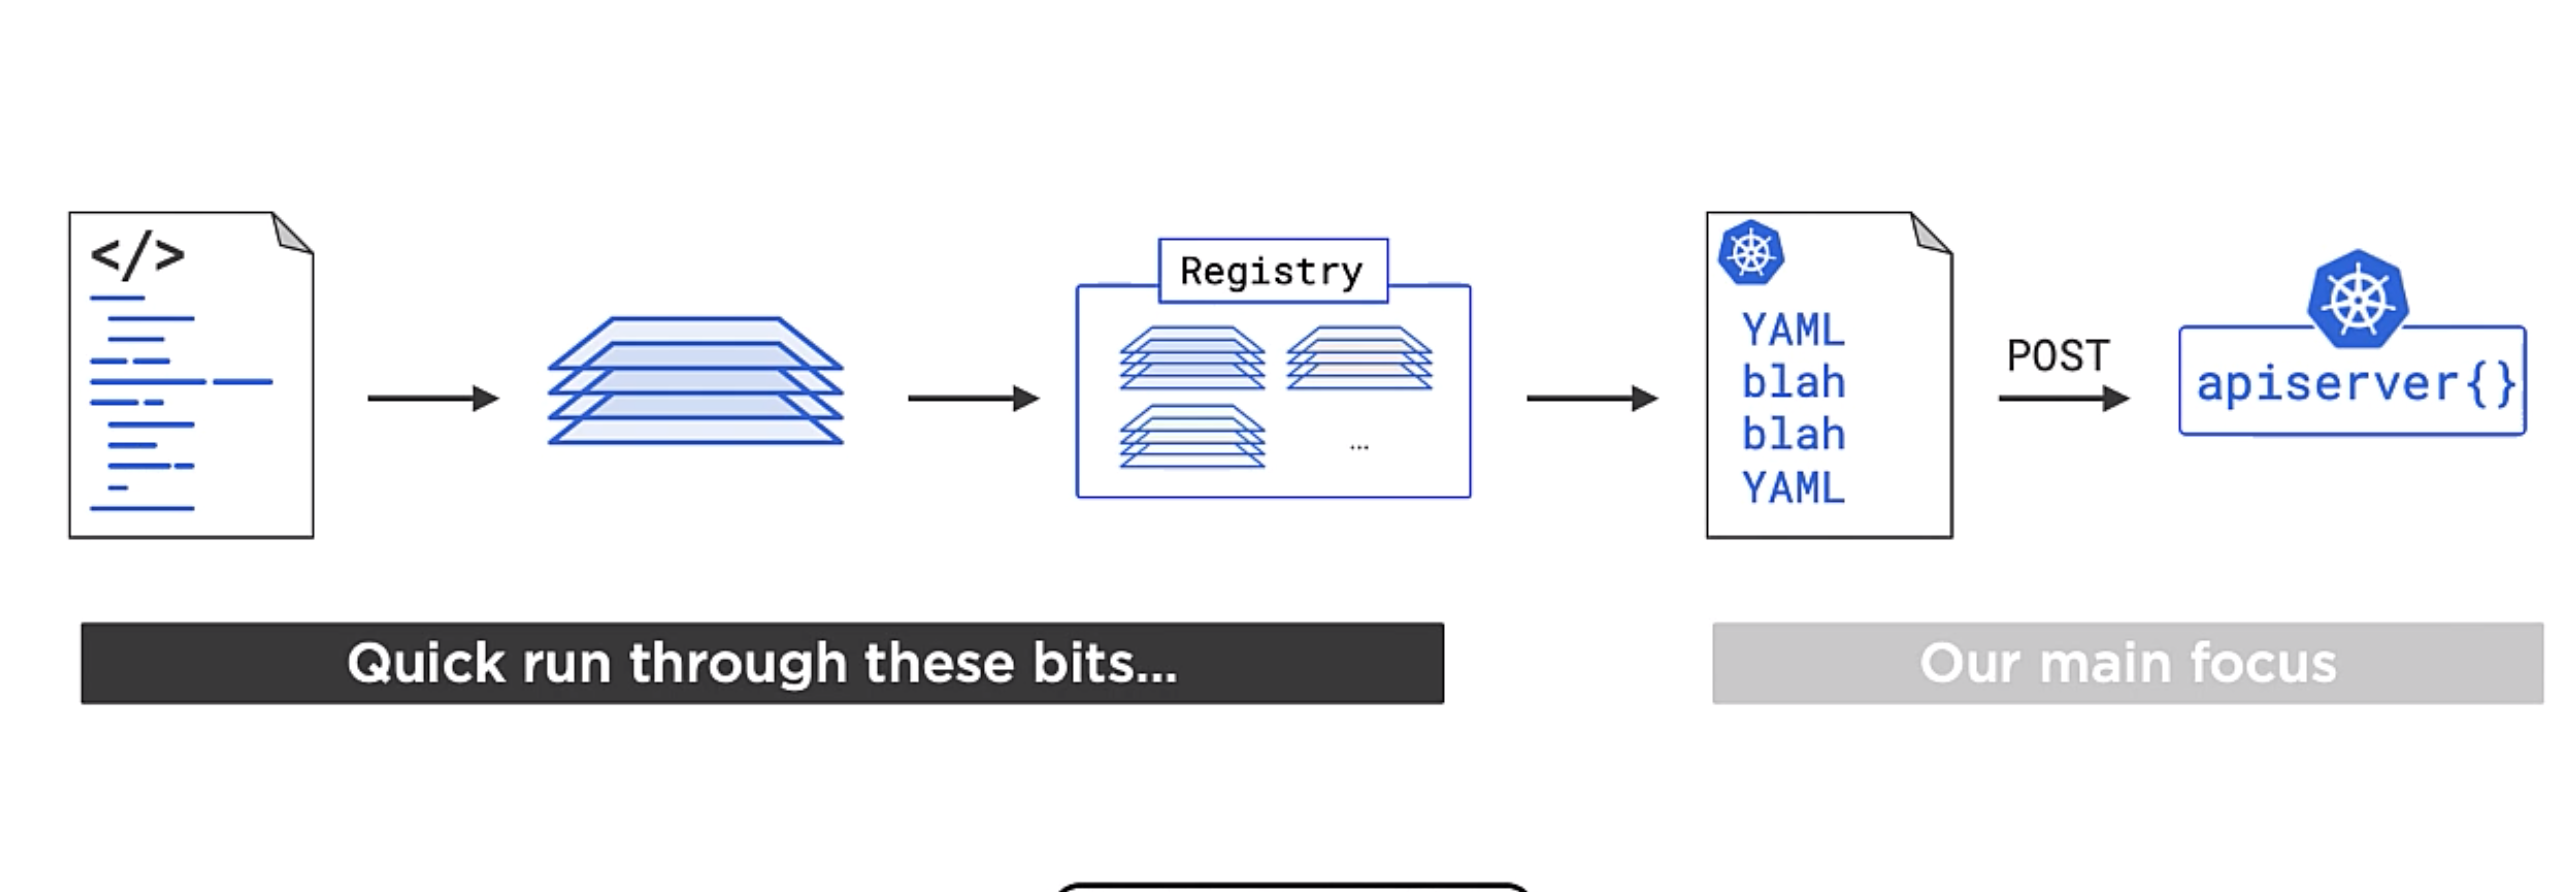 </>
Registry
...
YAML
blah
blah
YAML
POST
apiserver{}
Quick run through these bits...
Our main focus